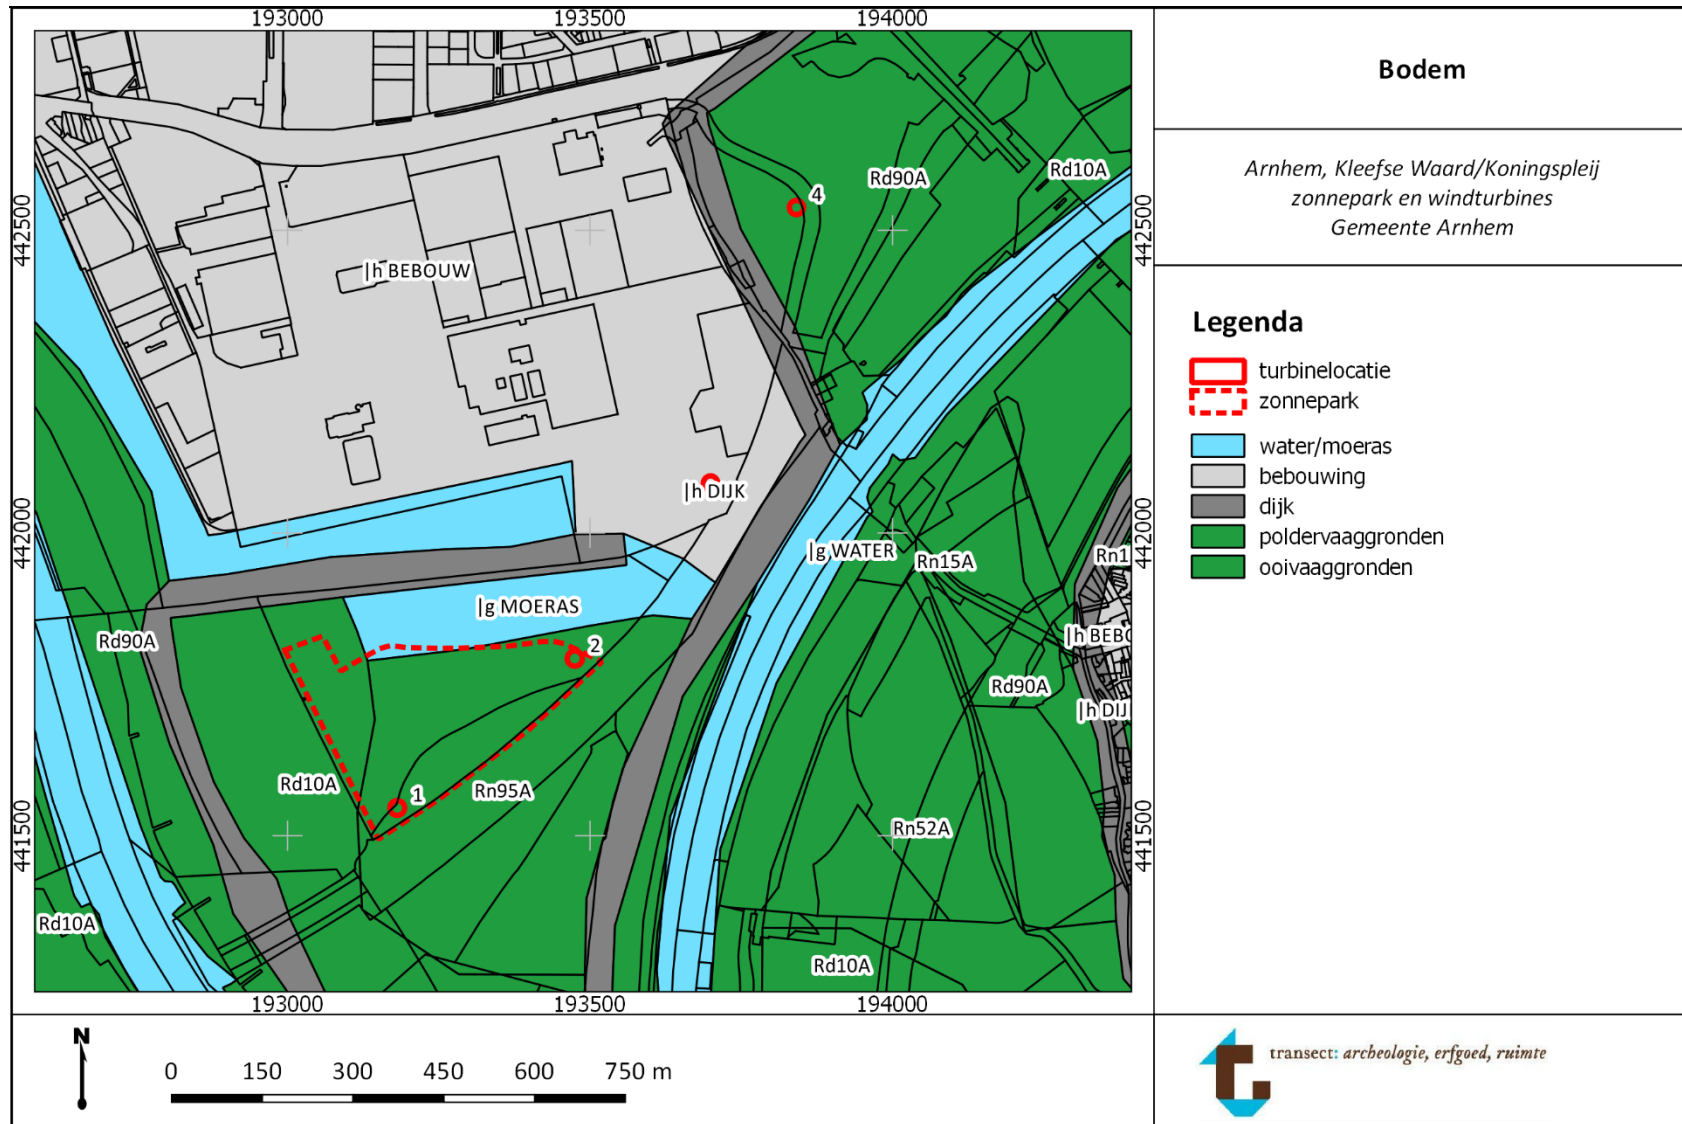 193000 193500 194000
442500
442000
441500
442500
442000
441500
Rd10A
Rd90A
4
|h BEBOUW
|h DIJK
|g WATER
Rn15A
Rn1
|g MOERAS
Rd90A
|h BEBO
2
Rd90A
|h DIJ
Rd10A
1
Rn95A
Rn52A
Rd10A
Rd10A
193000 193500 194000
N
0 150 300 450 600 750 m
Bodem
Arnhem, Kleefse Waard/Koningspleij
zonnepark en windturbines
Gemeente Arnhem
Legenda
turbinelocatie
zonnepark
water/moeras
bebouwing
dijk
poldervaaggronden
ooivaaggronden
transect: archeologie, erfgoed, ruimte